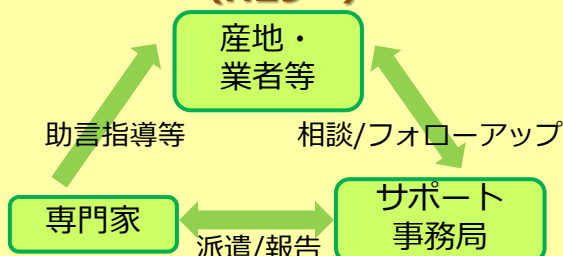 産地・
業者等
助言指導等
相談/フォローアップ
専門家
サポート
事務局
派遣/報告